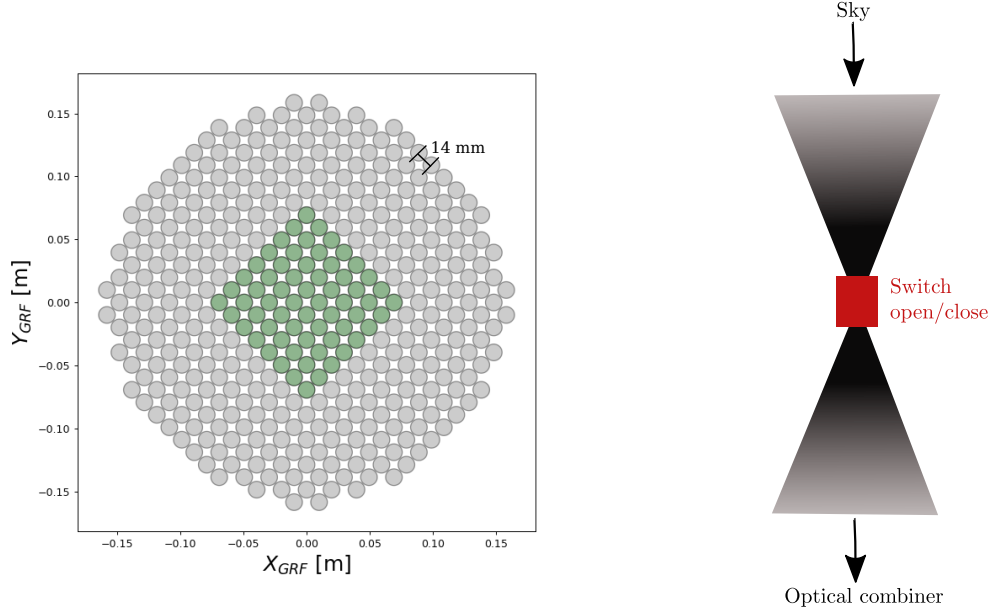 0.15
0.10
0.05
0.00
−0.05
−0.10
−0.15
Y_GRF [m]
14 mm
−0.15 −0.10 −0.05 0.00 0.05 0.10 0.15
X_GRF [m]
Sky
Switch
open/close
Optical combiner